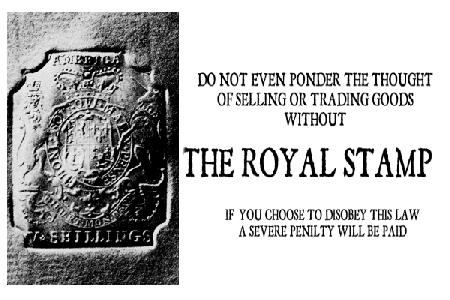 AMERICA
DO NOT EVEN PONDER THE THOUGHT
OF SELLING OR TRADING GOODS
WITHOUT
THE ROYAL STAMP
IF YOU CHOOSE TO DISOBEY THIS LAW
A SEVERE PENILTY WILL BE PAID
SHILLINGS